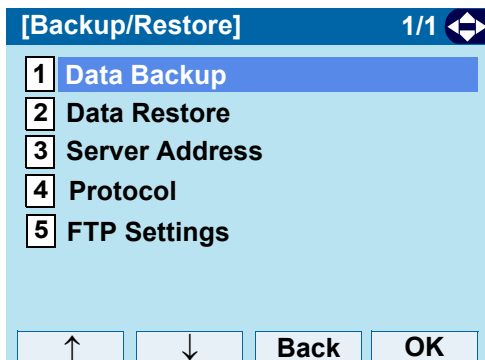 [Backup/Restore] 1/1
1 Data Backup
2 Data Restore
3 Server Address
4 Protocol
5 FTP Settings
↑ ↓ Back OK